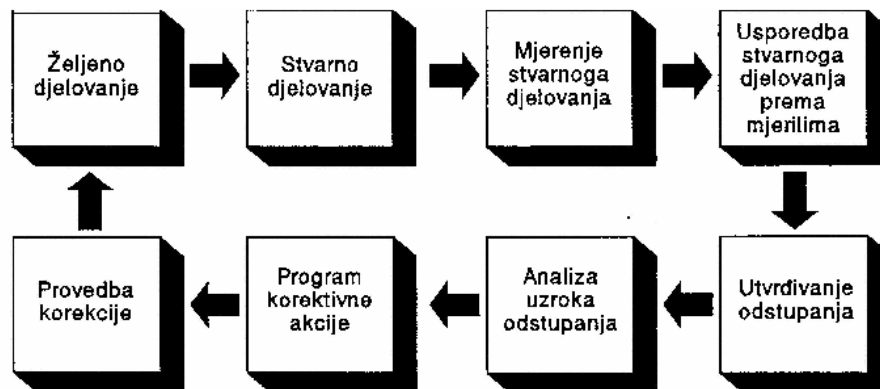 Željeno
djelovanje
Stvarno
djelovanje
Mjerenje
stvarnoga
djelovanja
Usporedba
stvarnoga
djelovanja
prema
mjerilima
Utvrđivanje
odstupanja
Analiza
uzroka
odstupanja
Program
korektivne
akcije
Provedba
korekcije